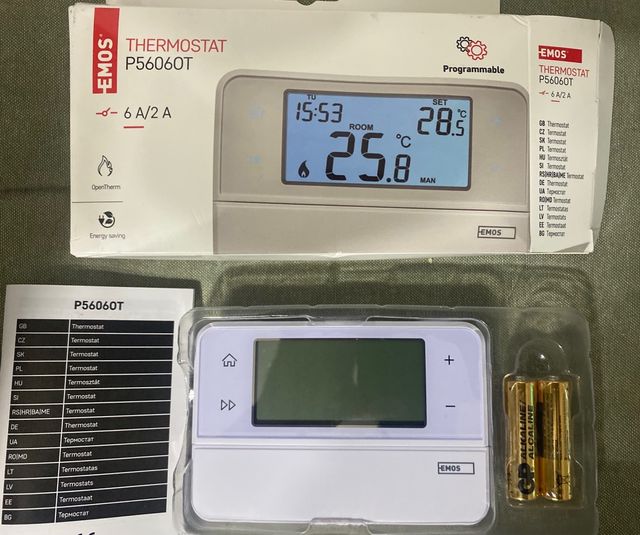 EMOS
THERMOSTAT
P5606OT
6 A/2 A
OpenTherm
Energy saving
Programmable
TU
15:53
SET
28.5 °C
ROOM
25.8 °C
MAN
EMOS
EMOS
THERMOSTAT
P5606OT
6 A/2 A
GB Thermostat
CZ Termostat
SK Termostat
PL Termostat
HU Termosztát
SI Termostat
RS|HR|BA|ME Termostat
DE Thermostat
UA Термостат
RO|MD Termostat
LT Termostatas
LV Termostats
EE Termostaat
BG Термостат
P5606OT
GB Thermostat
CZ Termostat
SK Termostat
PL Termostat
HU Termosztát
SI Termostat
RS|HR|BA|ME Termostat
DE Thermostat
UA Термостат
RO|MD Termostat
LT Termostatas
LV Termostats
EE Termostaat
BG Термостат
EMOS
GP ALKALINE
ALCALINE